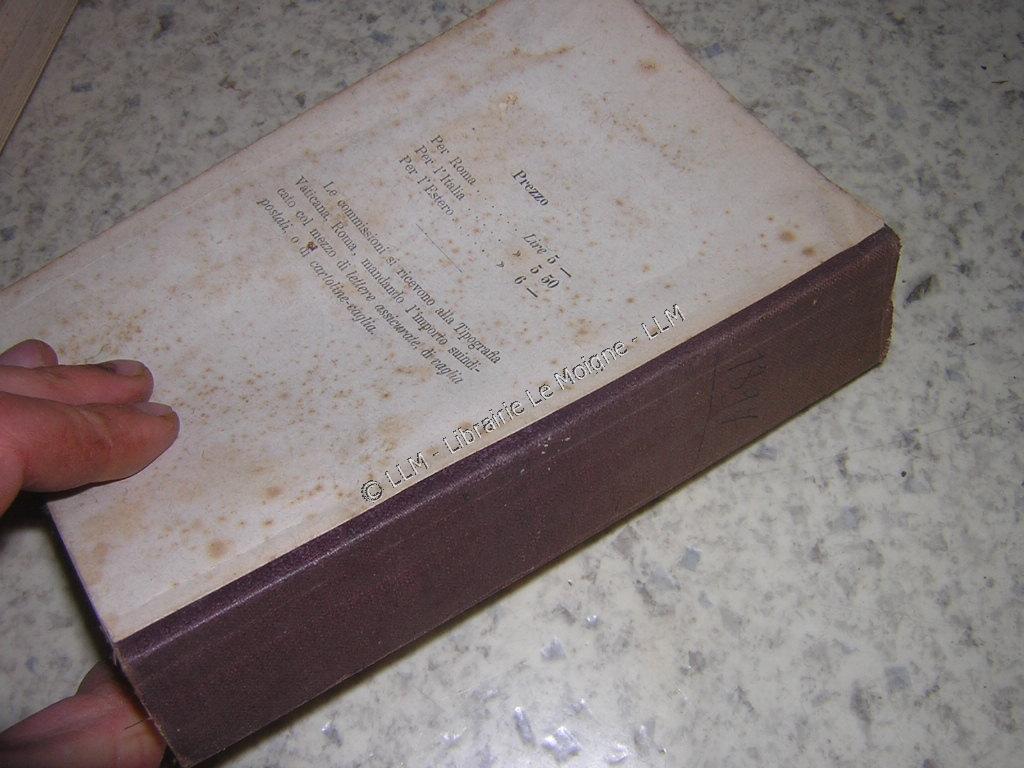 Prezzo
Per Roma . . . . . Lire 5 —
Per l'Italia . . . . . » 5 50
Per l'Estero . . . . . » 6 —
Le commissioni si ricevono alla Tipografia
Vaticana, Roma, mandando l'importo suindi-
cato col mezzo di lettere assicurate, di vaglia
postali, o di cartoline-vaglia.
© LLM - Librairie Le Moigne - LLM
1891